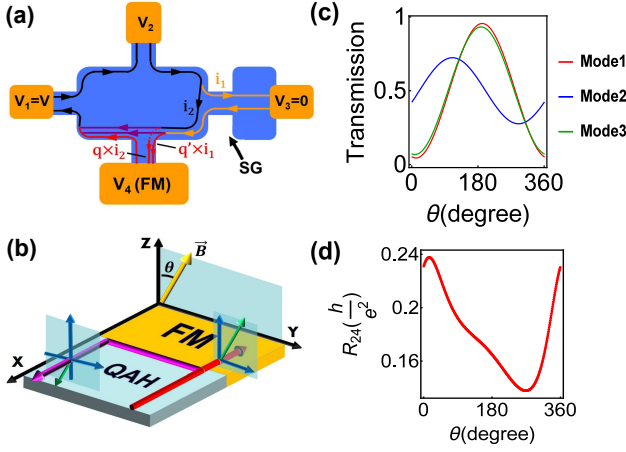 (a)
V2
V1=V
i1
i2
V3=0
q×i2
q'×i1
SG
V4 (FM)
(b)
Z
θ
B⃗
FM
Y
X
QAH
(c)
Transmission
1
0.5
0
0
180
360
θ(degree)
Mode1
Mode2
Mode3
(d)
R24(h/e²)
0.24
0.2
0.16
0
180
360
θ(degree)